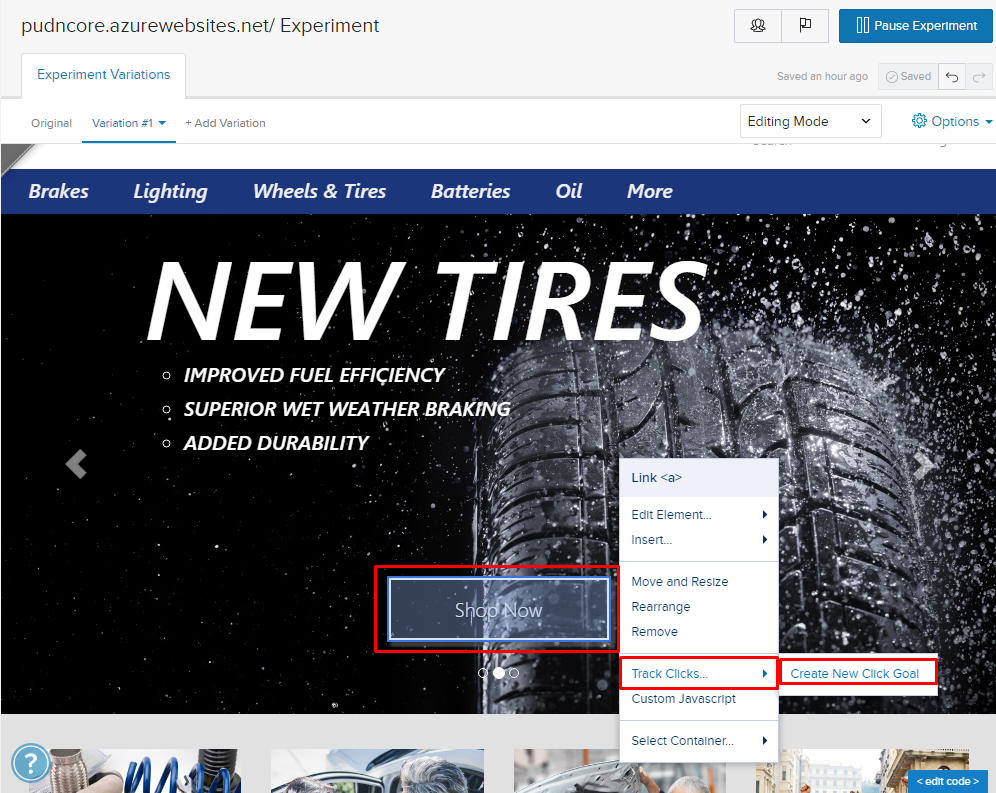 pudncore.azurewebsites.net/ Experiment
Pause Experiment
Experiment Variations
Saved an hour ago
Saved
Original
Variation #1
+ Add Variation
Editing Mode
Options
Brakes
Lighting
Wheels & Tires
Batteries
Oil
More
NEW TIRES
IMPROVED FUEL EFFICIENCY
SUPERIOR WET WEATHER BRAKING
ADDED DURABILITY
Link <a>
Edit Element...
Insert...
Move and Resize
Shop Now
Rearrange
Remove
Track Clicks...
Create New Click Goal
Custom Javascript
Select Container...
?
< edit code >